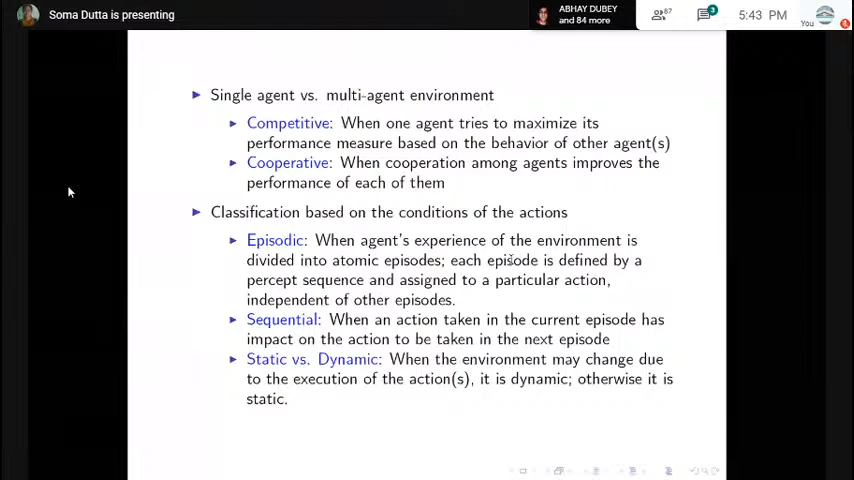 Soma Dutta is presenting
ABHAY DUBEY
and 84 more
87
3
5:43 PM
You
Single agent vs. multi-agent environment
Competitive: When one agent tries to maximize its
performance measure based on the behavior of other agent(s)
Cooperative: When cooperation among agents improves the
performance of each of them
Classification based on the conditions of the actions
Episodic: When agent's experience of the environment is
divided into atomic episodes; each episode is defined by a
percept sequence and assigned to a particular action,
independent of other episodes.
Sequential: When an action taken in the current episode has
impact on the action to be taken in the next episode
Static vs. Dynamic: When the environment may change due
to the execution of the action(s), it is dynamic; otherwise it is
static.